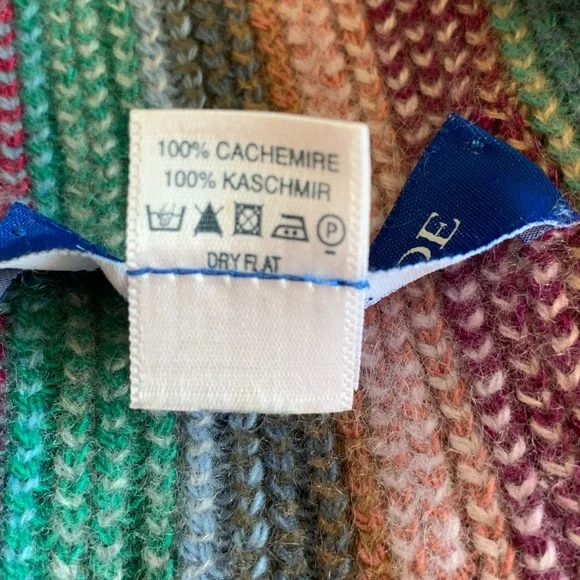 100% CACHEMIRE
100% KASCHMIR
P
DRY FLAT